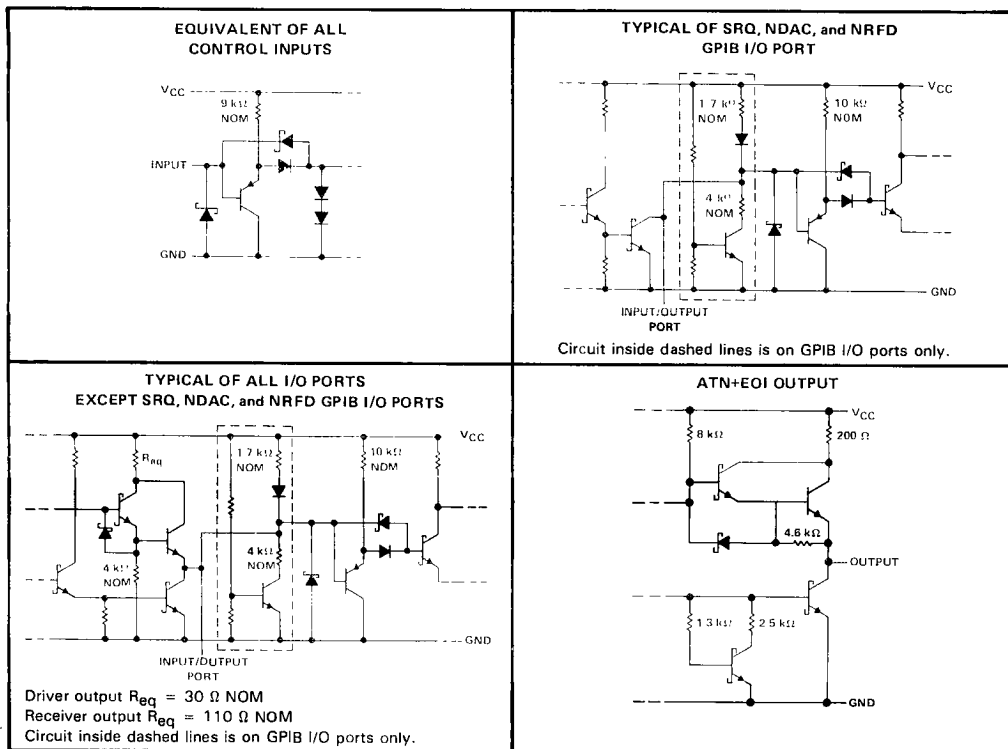 EQUIVALENT OF ALL
CONTROL INPUTS
VCC
9 kΩ
NOM
INPUT
GND
TYPICAL OF SRQ, NDAC, and NRFD
GPIB I/O PORT
VCC
1 7 kΩ
NOM
10 kΩ
NOM
4 kΩ
NOM
GND
INPUT/OUTPUT
PORT
Circuit inside dashed lines is on GPIB I/O ports only.
TYPICAL OF ALL I/O PORTS
EXCEPT SRQ, NDAC, and NRFD GPIB I/O PORTS
VCC
Req
1 7 kΩ
NOM
10 kΩ
NOM
4 kΩ
NOM
4 kΩ
NOM
GND
INPUT/OUTPUT
PORT
Driver output Req = 30 Ω NOM
Receiver output Req = 110 Ω NOM
Circuit inside dashed lines is on GPIB I/O ports only.
ATN+EOI OUTPUT
VCC
8 kΩ
200 Ω
4.6 kΩ
OUTPUT
1.3 kΩ
2.5 kΩ
GND